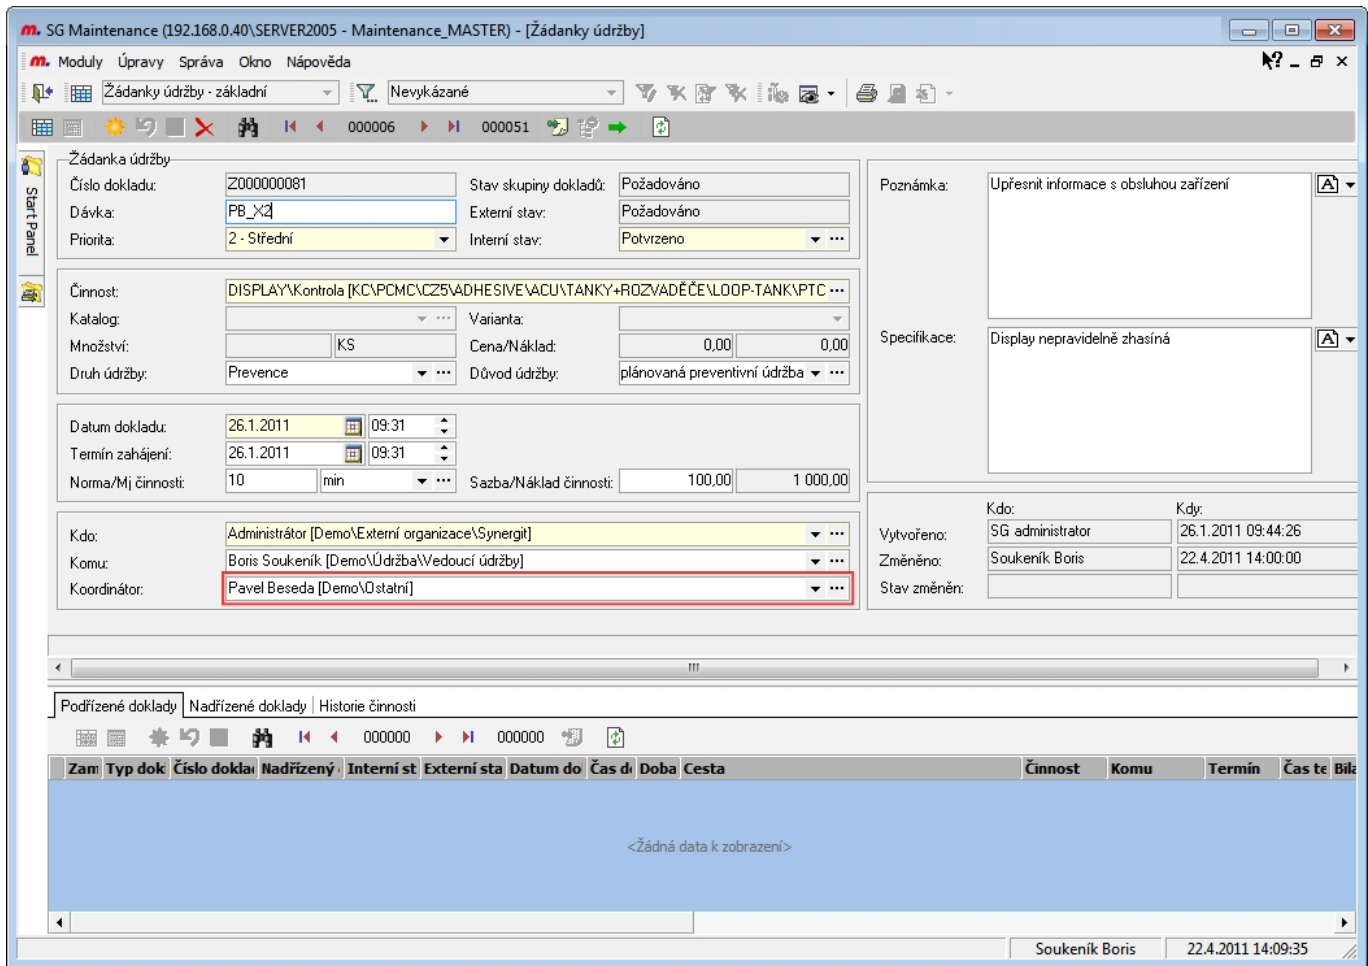 SG Maintenance (192.168.0.40\SERVER2005 - Maintenance_MASTER) - [Žádanky údržby]
Moduly Úpravy Správa Okno Nápověda
Žádanky údržby - základní Nevykázané
000006 000051
Start Panel
Žádanka údržby
Číslo dokladu: Z000000081 Stav skupiny dokladů: Požadováno
Dávka: PB_X2 Externí stav: Požadováno
Priorita: 2 - Střední Interní stav: Potvrzeno
Poznámka: Upřesnit informace s obsluhou zařízení
Činnost: DISPLAY\Kontrola [KC\PCMC\CZ5\ADHESIVE\ACU\TANKY+ROZVADĚČE\LOOP-TANK\PTC
Katalog: Varianta:
Množství: KS Cena/Náklad: 0,00 0,00
Druh údržby: Prevence Důvod údržby: plánovaná preventivní údržba
Specifikace: Display nepravidelně zhasíná
Datum dokladu: 26.1.2011 09:31
Termín zahájení: 26.1.2011 09:31
Norma/Mj činnosti: 10 min Sazba/Náklad činnosti: 100,00 1 000,00
Kdo: Administrátor [Demo\Externí organizace\Synergit]
Komu: Boris Soukeník [Demo\Údržba\Vedoucí údržby]
Koordinátor: Pavel Beseda [Demo\Ostatní]
Kdo: Kdy:
Vytvořeno: SG administrator 26.1.2011 09:44:26
Změněno: Soukeník Boris 22.4.2011 14:00:00
Stav změněn:
Podřízené doklady Nadřízené doklady Historie činnosti
000000 000000
Zam Typ dok Číslo dokla Nadřízený Interní st Externí sta Datum do Čas d Doba Cesta Činnost Komu Termín Čas te Bila
<Žádná data k zobrazení>
Soukeník Boris 22.4.2011 14:09:35